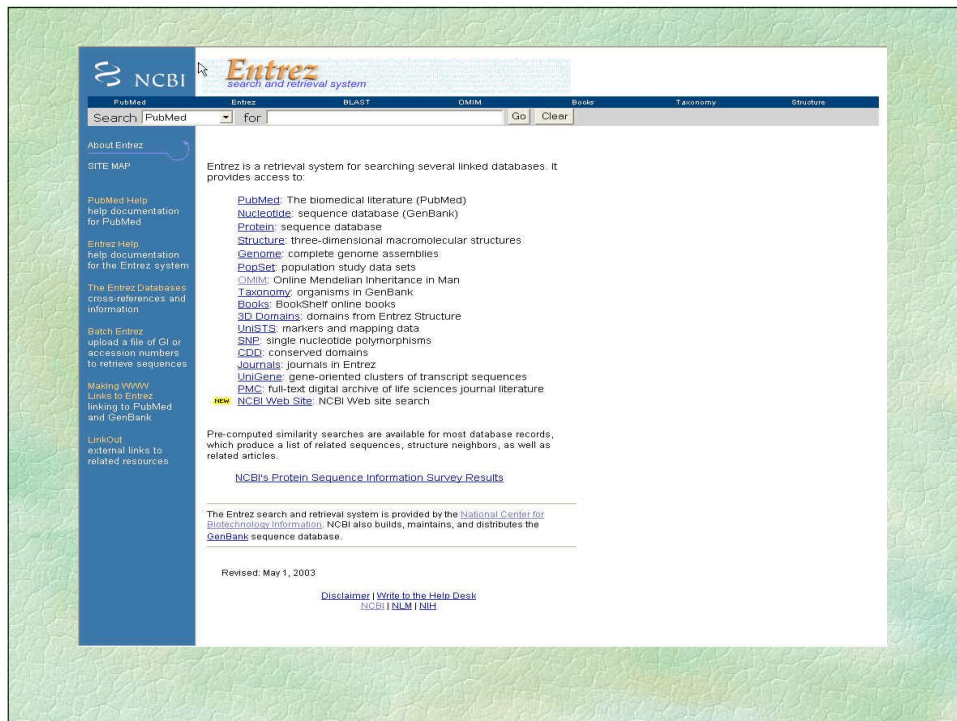 NCBI
Entrez
search and retrieval system
PubMed Entrez BLAST OMIM Books Taxonomy Structure
Search PubMed for Go Clear
About Entrez
SITE MAP
PubMed Help
help documentation
for PubMed
Entrez Help
help documentation
for the Entrez system
The Entrez Databases
cross-references and
information
Batch Entrez
upload a file of GI or
accession numbers
to retrieve sequences
Making WWW
Links to Entrez
linking to PubMed
and GenBank
LinkOut
external links to
related resources
Entrez is a retrieval system for searching several linked databases. It
provides access to:
PubMed: The biomedical literature (PubMed)
Nucleotide: sequence database (GenBank)
Protein: sequence database
Structure: three-dimensional macromolecular structures
Genome: complete genome assemblies
PopSet: population study data sets
OMIM: Online Mendelian Inheritance in Man
Taxonomy: organisms in GenBank
Books: BookShelf online books
3D Domains: domains from Entrez Structure
UniSTS: markers and mapping data
SNP: single nucleotide polymorphisms
CDD: conserved domains
Journals: journals in Entrez
UniGene: gene-oriented clusters of transcript sequences
PMC: full-text digital archive of life sciences journal literature
NEW NCBI Web Site: NCBI Web site search
Pre-computed similarity searches are available for most database records,
which produce a list of related sequences, structure neighbors, as well as
related articles.
NCBI's Protein Sequence Information Survey Results
The Entrez search and retrieval system is provided by the National Center for
Biotechnology Information. NCBI also builds, maintains, and distributes the
GenBank sequence database.
Revised: May 1, 2003
Disclaimer | Write to the Help Desk
NCBI | NLM | NIH